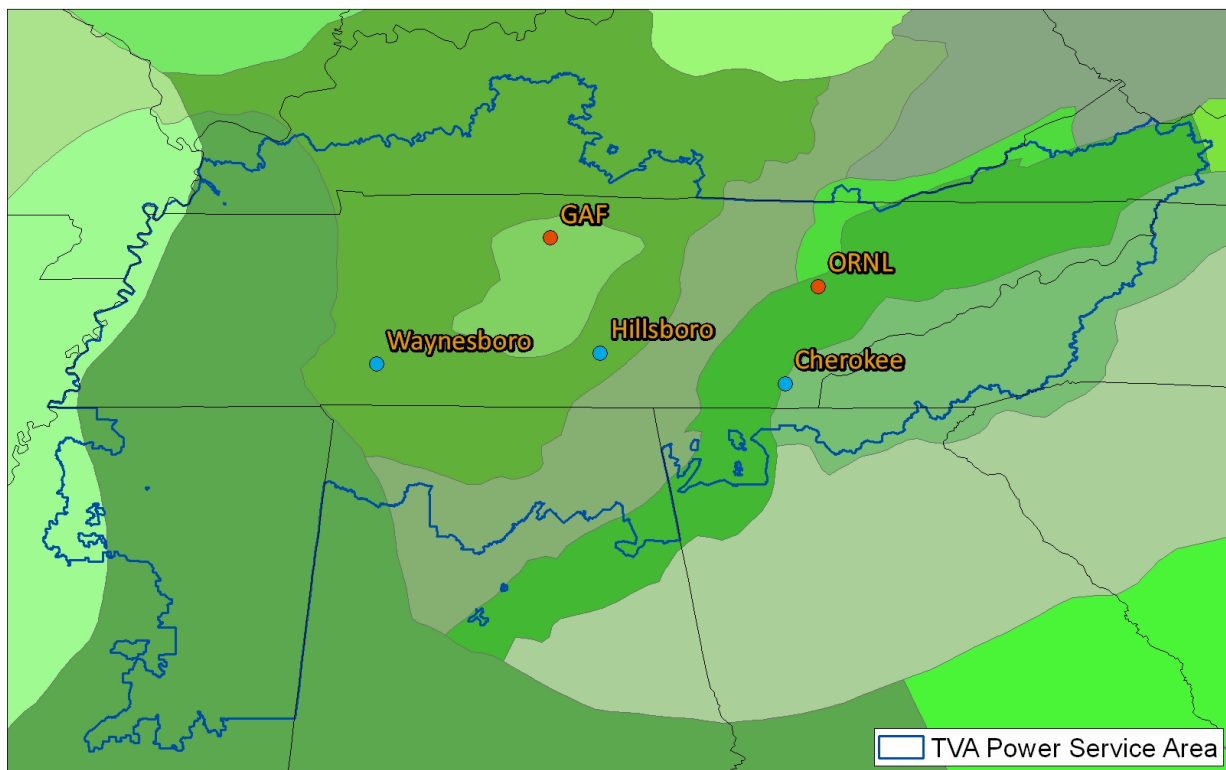 GAF
ORNL
Waynesboro
Hillsboro
Cherokee
TVA Power Service Area